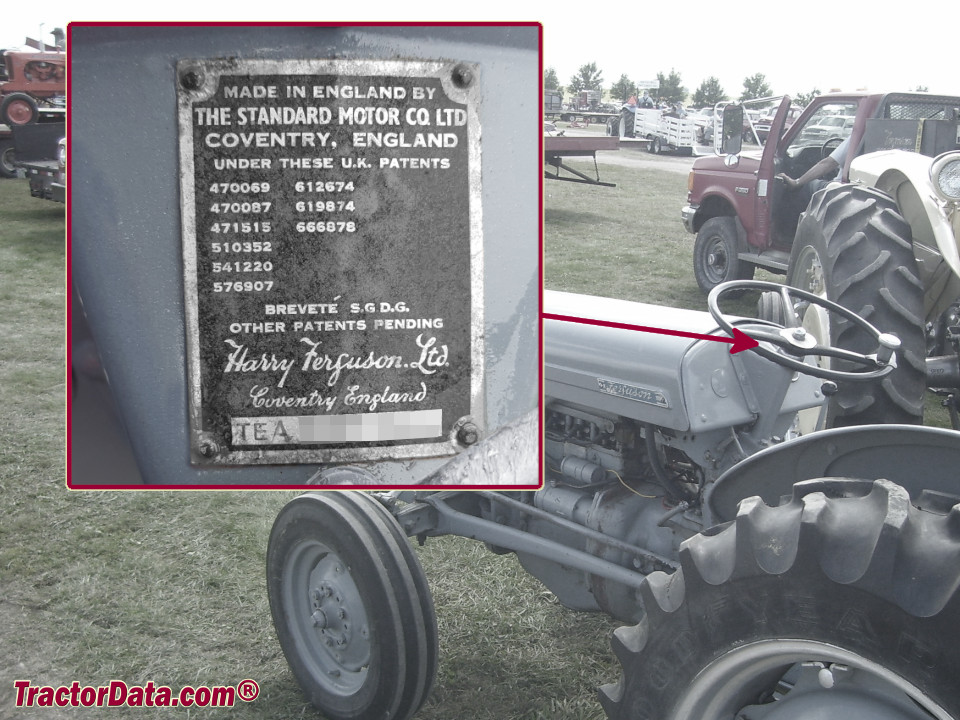 MADE IN ENGLAND BY
THE STANDARD MOTOR CO. LTD
COVENTRY, ENGLAND
UNDER THESE U.K. PATENTS
470069 612674
470087 619874
471515 666878
510352
541220
576907
BREVETÉ S.G.D.G.
OTHER PATENTS PENDING
Harry Ferguson. Ltd.
Coventry England
TEA
Ferguson
TractorData.com®